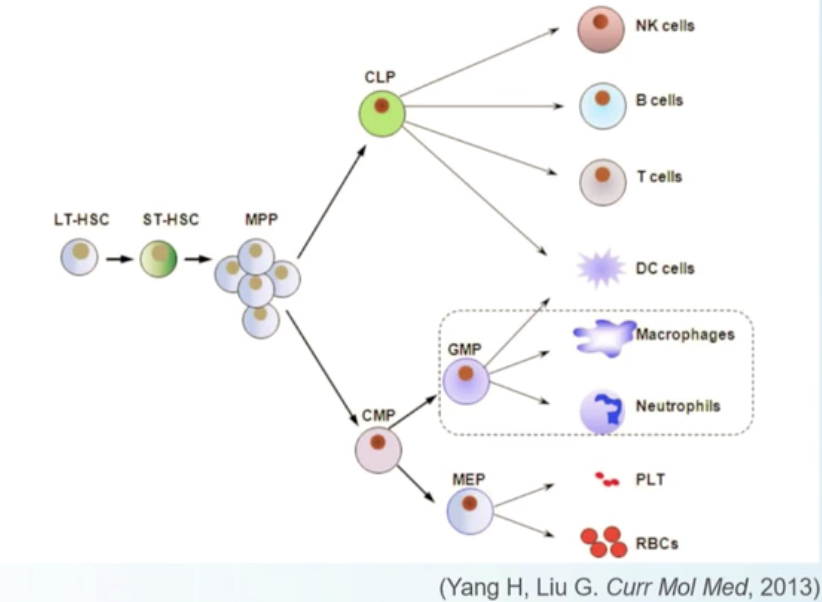 NK cells
CLP
B cells
T cells
LT-HSC
ST-HSC
MPP
DC cells
Macrophages
GMP
Neutrophils
CMP
MEP
PLT
RBCs
(Yang H, Liu G. Curr Mol Med, 2013)